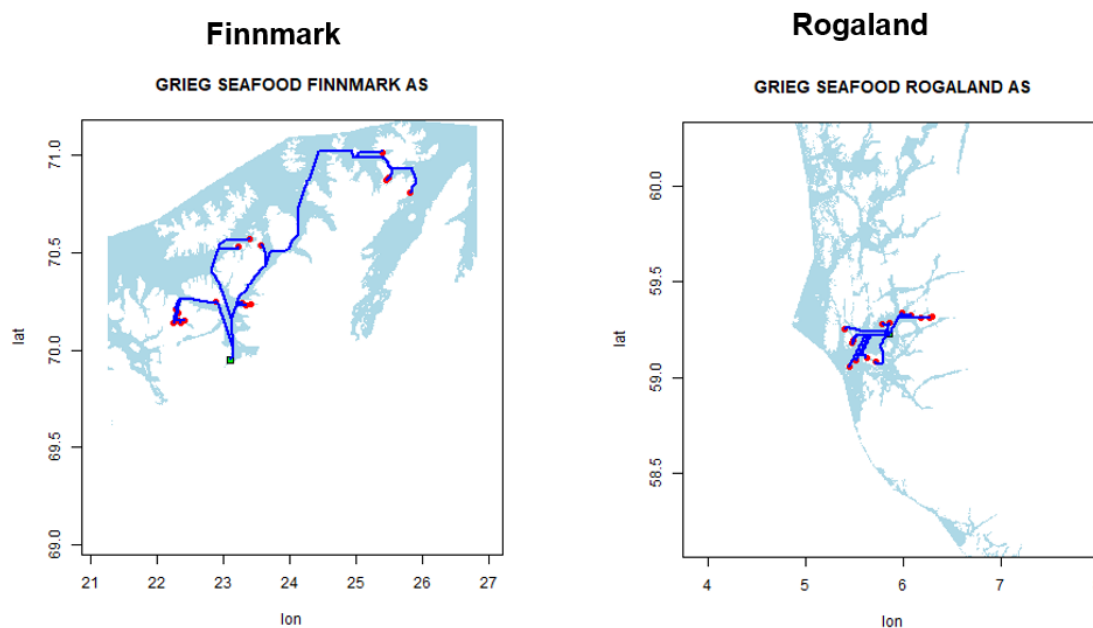 Finnmark
GRIEG SEAFOOD FINNMARK AS
lat
71.0
70.5
70.0
69.5
69.0
21 22 23 24 25 26 27
lon
Rogaland
GRIEG SEAFOOD ROGALAND AS
lat
60.0
59.5
59.0
58.5
4 5 6 7
lon